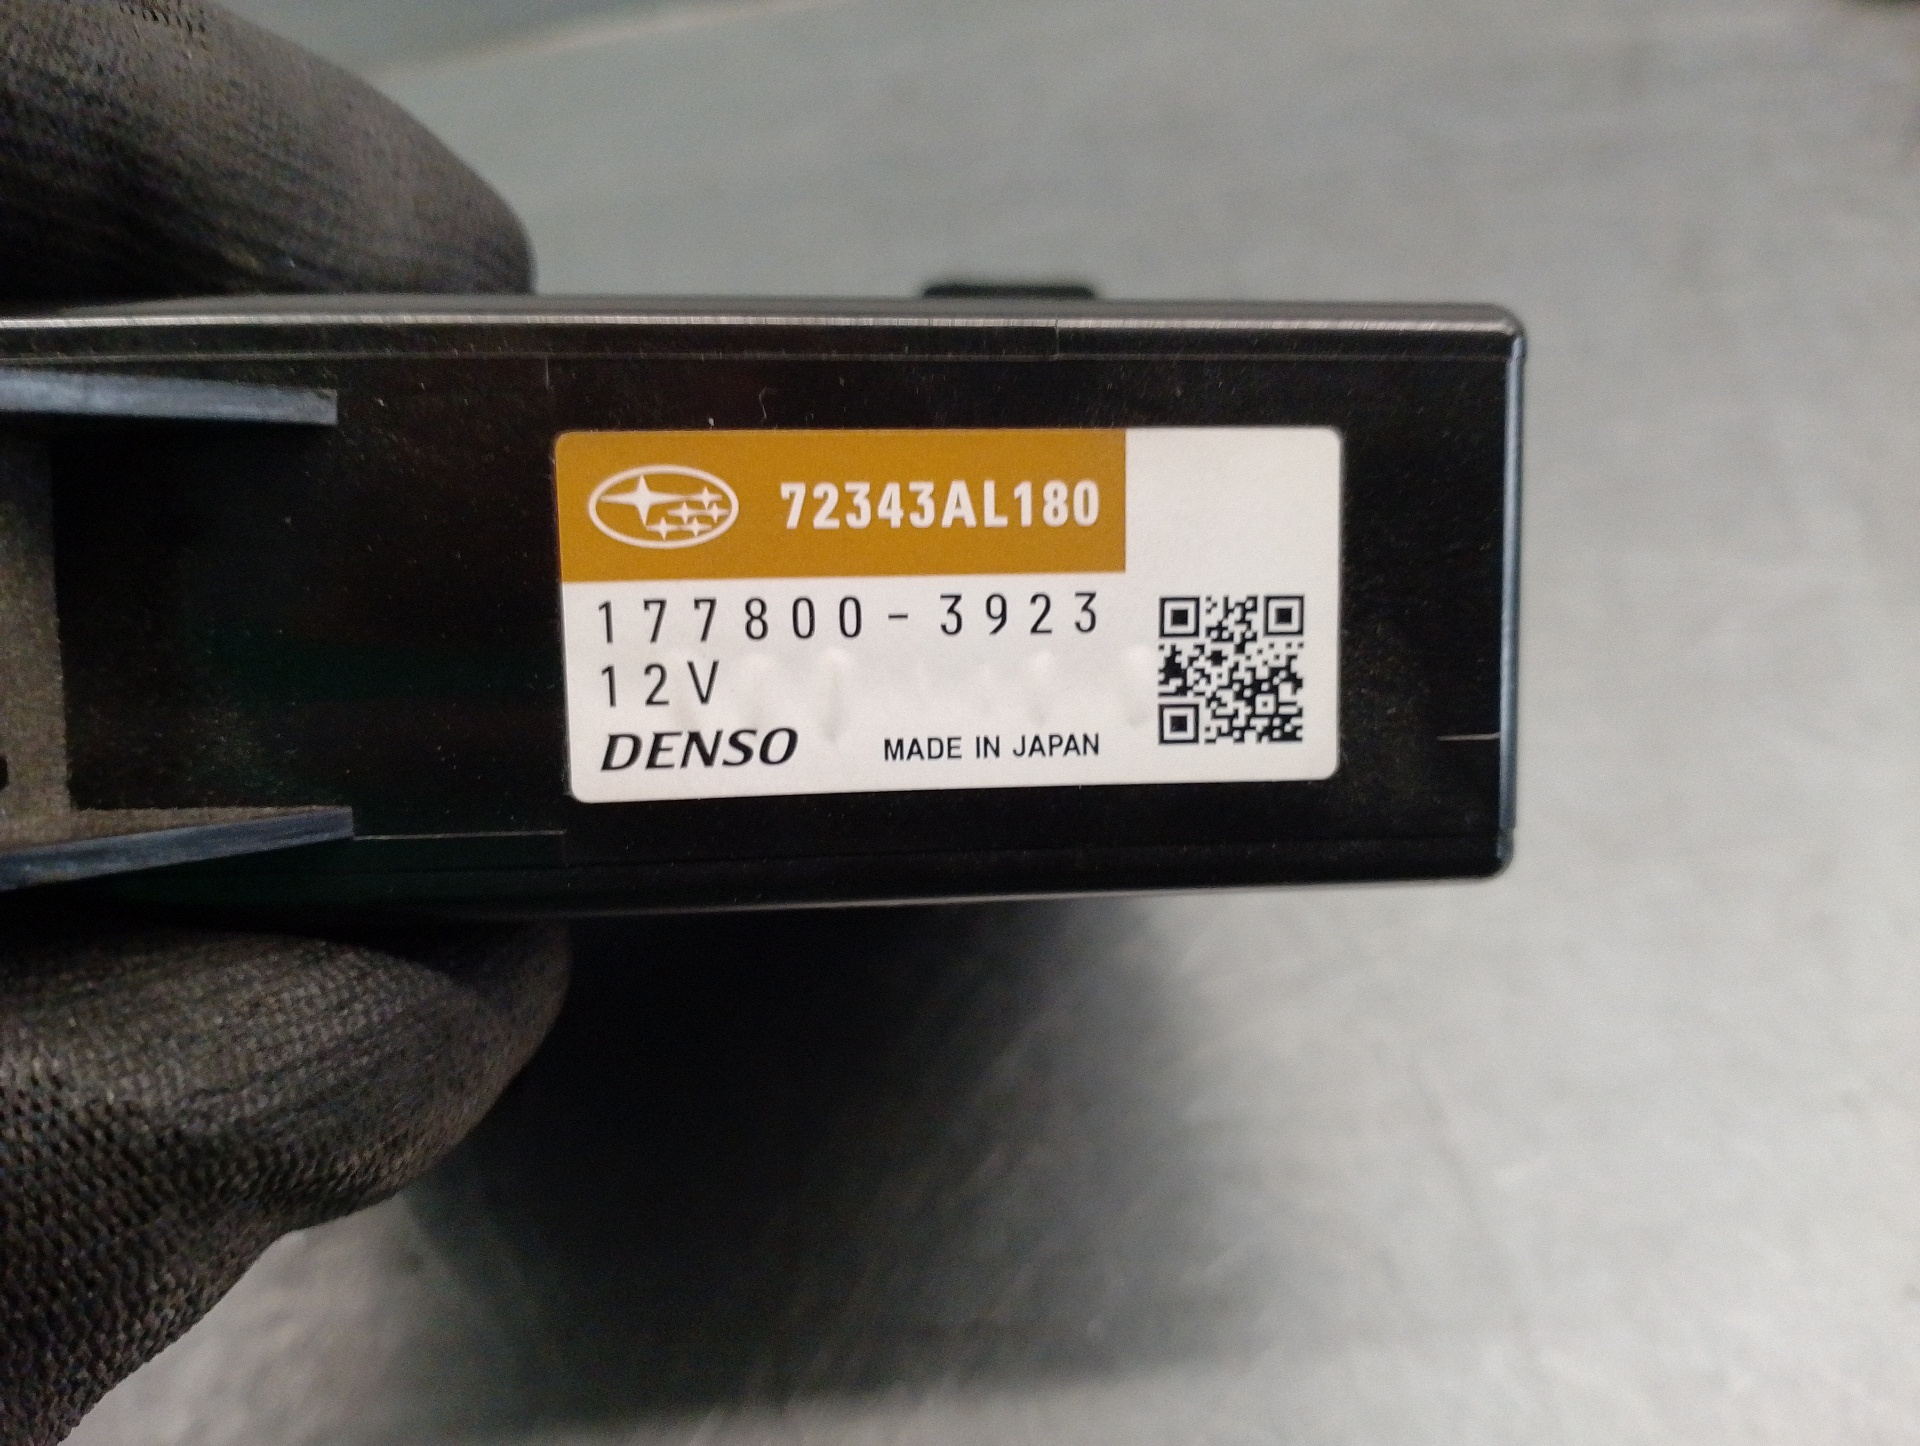 72343AL180
177800-3923
12V
DENSO MADE IN JAPAN